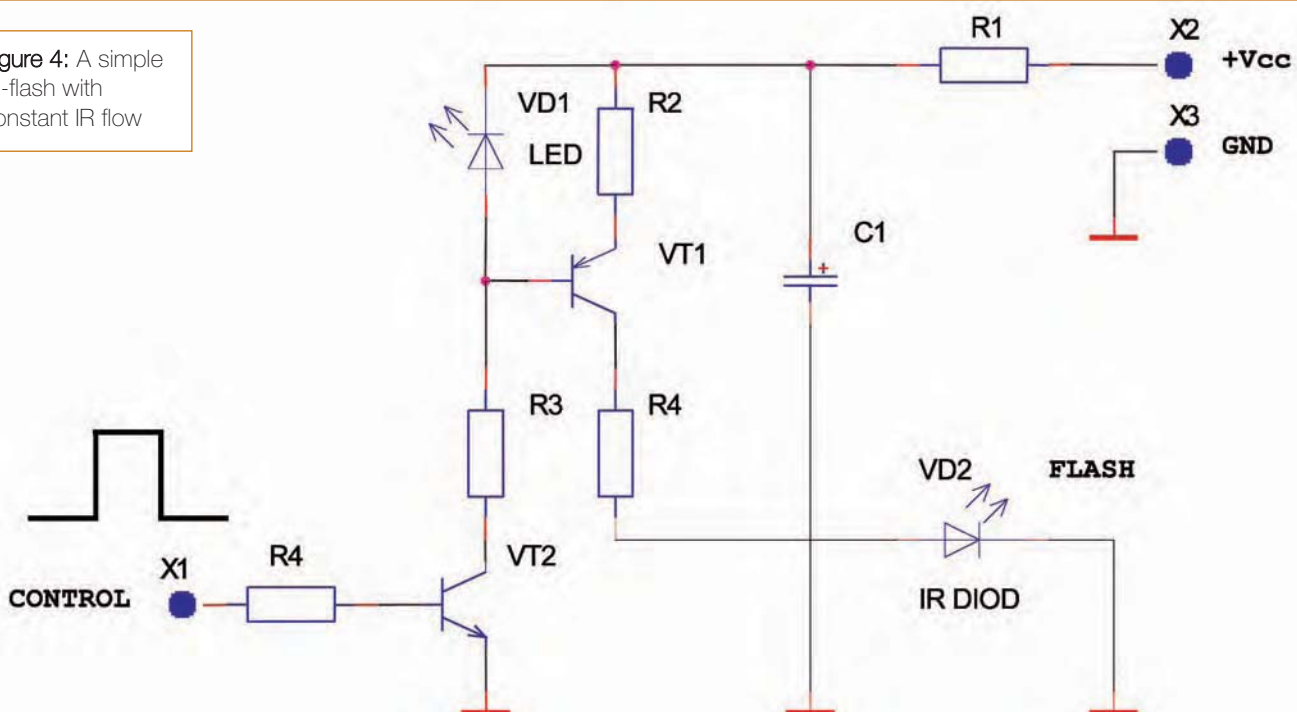 gure 4: A simple
-flash with
onstant IR flow
R1
X2
+Vcc
X3
GND
VD1
LED
R2
VT1
C1
+
R3
R4
VD2
FLASH
IR DIOD
X1
R4
VT2
CONTROL